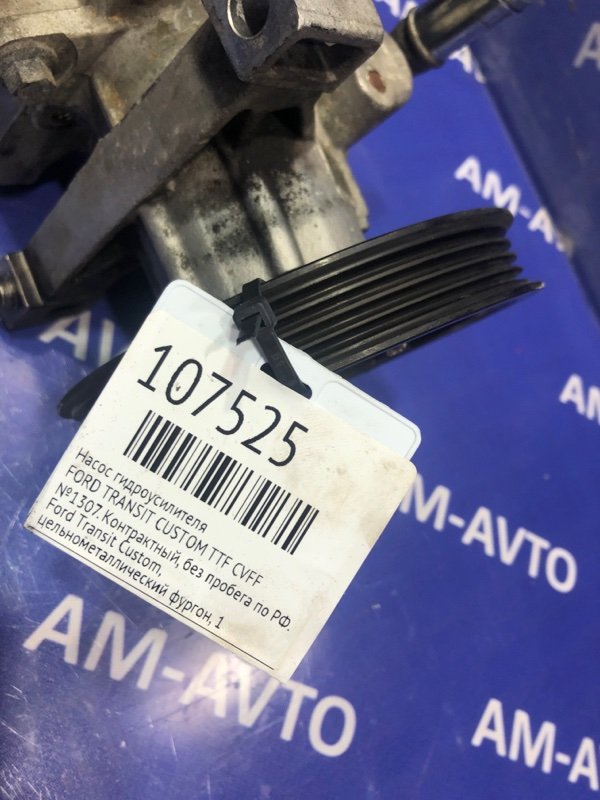 AM-AVTO
107525
Насос гидроусилителя
FORD TRANSIT CUSTOM TTF CVFF
№1307 Контрактный, без пробега по РФ.
Ford Transit Custom,
цельнометаллический фургон, 1
AM-AVTO
AM-AVTO
AM-A